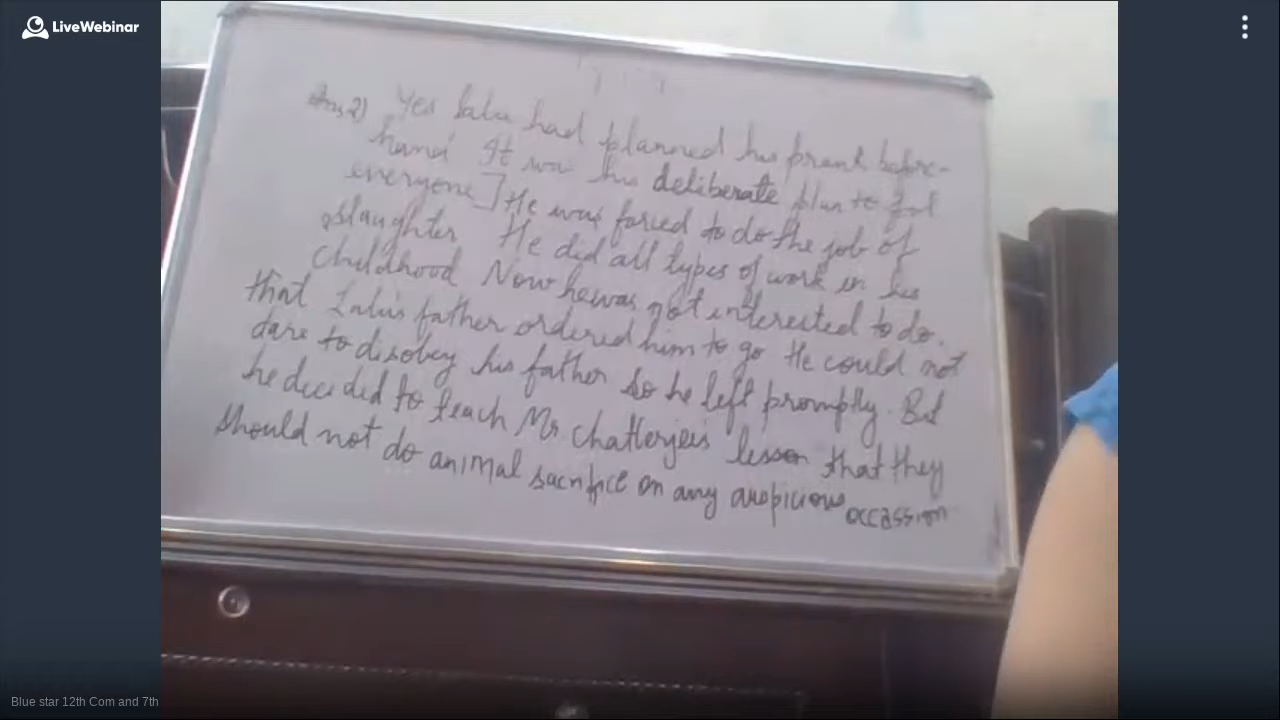 LiveWebinar
Ans 2) Yes Lalu had planned his prank before-
hand It was his deliberate plan to fool
everyone] He was forced to do the job of
slaughter He did all types of work in his
childhood Now he was not interested to do.
that Lalu's father ordered him to go He could not
dare to disobey his father so he left promptly. But
he decided to teach Mr Chatterjee's lesson that they
should not do animal sacrifice on any auspicious occassion
Blue star 12th Com and 7th